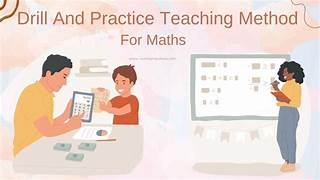 Drill And Practice Teaching Method
For Maths